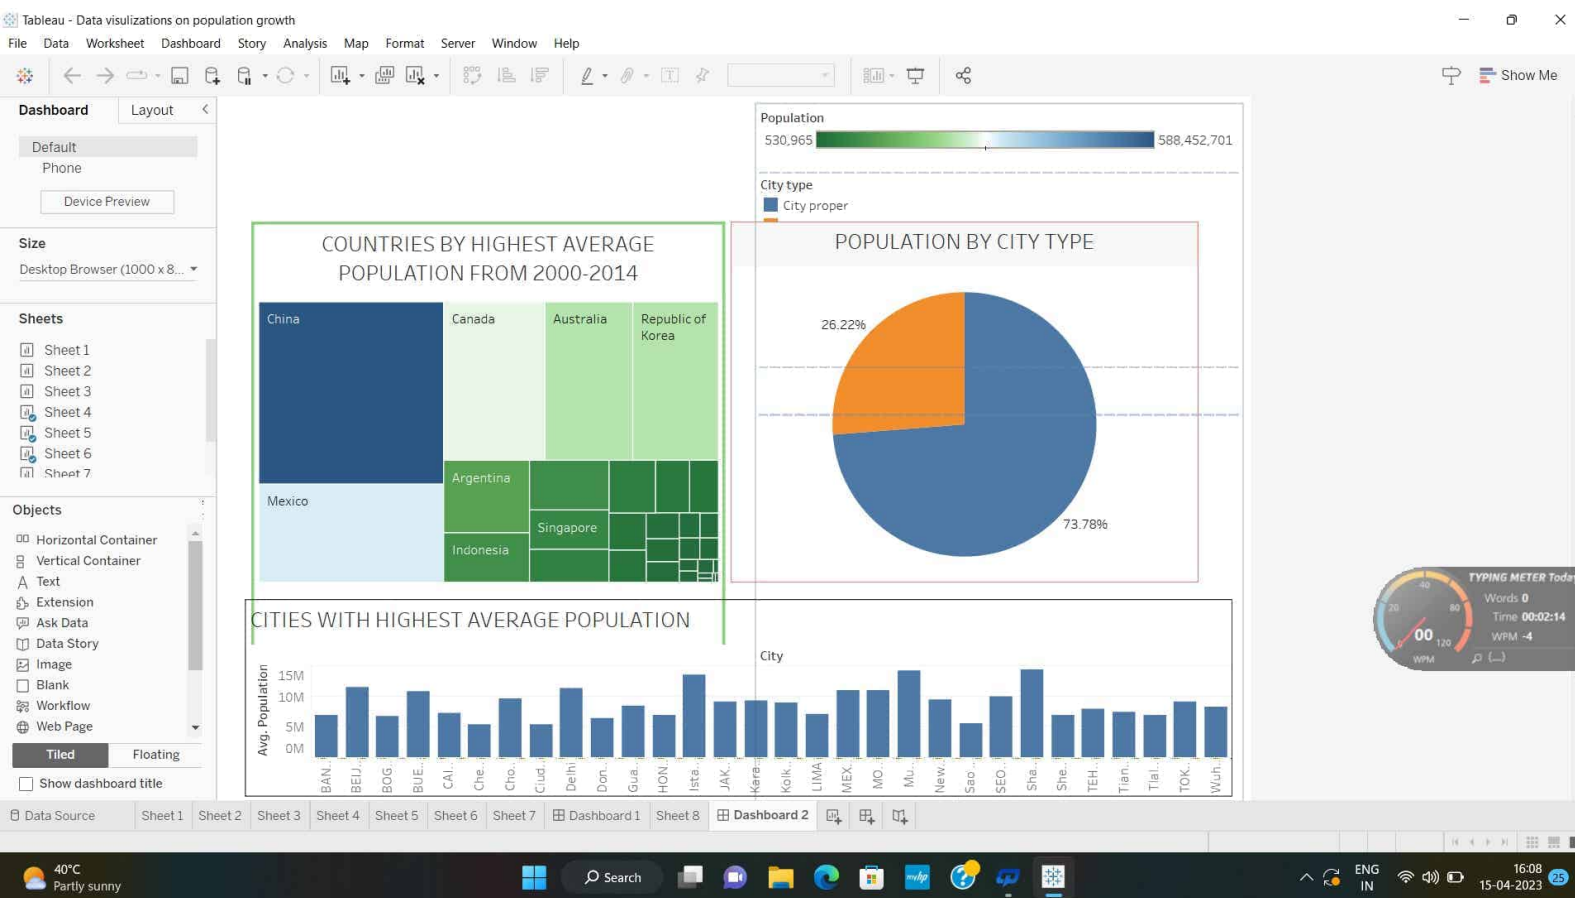 Tableau - Data visulizations on population growth
File Data Worksheet Dashboard Story Analysis Map Format Server Window Help
Show Me
Dashboard Layout
Default
Phone
Device Preview
Size
Desktop Browser (1000 x 8...
Sheets
Sheet 1
Sheet 2
Sheet 3
Sheet 4
Sheet 5
Sheet 6
Sheet 7
Objects
Horizontal Container
Vertical Container
Text
Extension
Ask Data
Data Story
Image
Blank
Workflow
Web Page
Tiled Floating
Show dashboard title
Population
530,965 588,452,701
City type
City proper
COUNTRIES BY HIGHEST AVERAGE
POPULATION FROM 2000-2014
China
Canada
Australia
Republic of
Korea
Mexico
Argentina
Singapore
Indonesia
POPULATION BY CITY TYPE
26.22%
73.78%
CITIES WITH HIGHEST AVERAGE POPULATION
City
Avg. Population
15M
10M
5M
0M
BAN..
BEIJ..
BOG
BUE..
CAI..
Che..
Cho..
Ciud..
Delhi
Don..
Gua..
HON..
Ista..
JAK..
Kara..
Kolk..
LIMA
MEX..
MO..
Mu..
New..
Sao..
SEO..
Sha..
She..
TEH..
Tian..
Tlal..
TOK..
Wuh..
TYPING METER Today
Words 0
Time 00:02:14
WPM -4
20 40 80 120
00
WPM
(...)
Data Source Sheet 1 Sheet 2 Sheet 3 Sheet 4 Sheet 5 Sheet 6 Sheet 7 Dashboard 1 Sheet 8 Dashboard 2
40°C
Partly sunny
Search
myhp
ENG
IN
16:08
15-04-2023
25